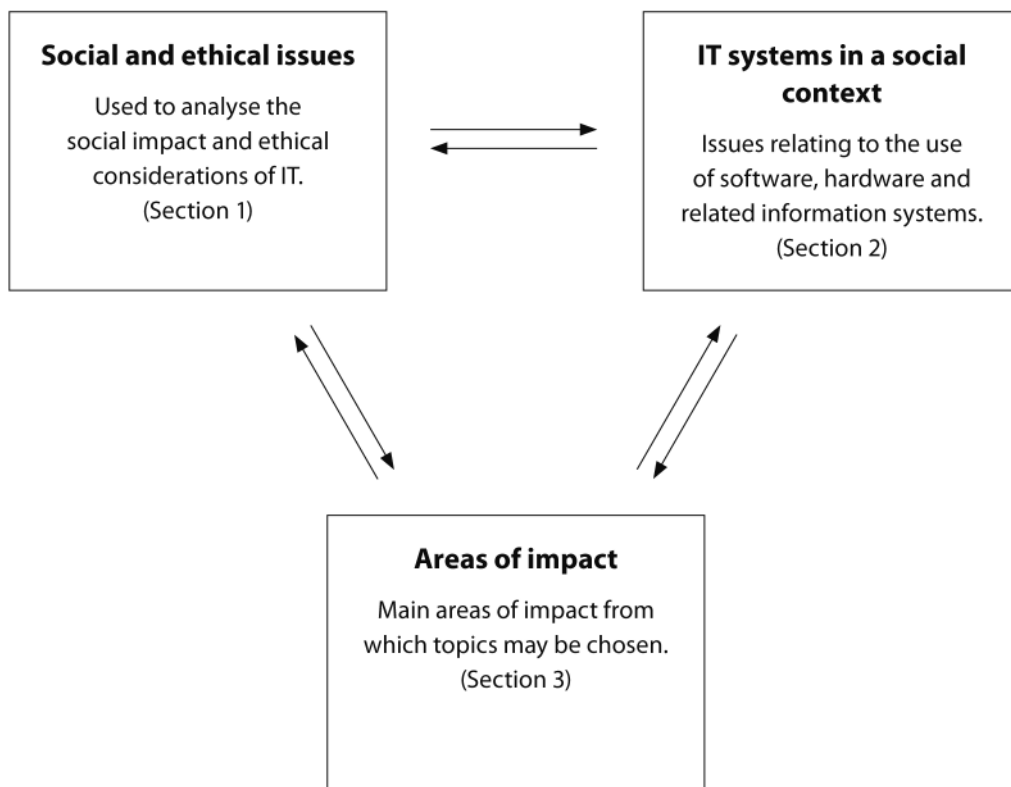 Social and ethical issues
Used to analyse the
social impact and ethical
considerations of IT.
(Section 1)
IT systems in a social
context
Issues relating to the use
of software, hardware and
related information systems.
(Section 2)
Areas of impact
Main areas of impact from
which topics may be chosen.
(Section 3)